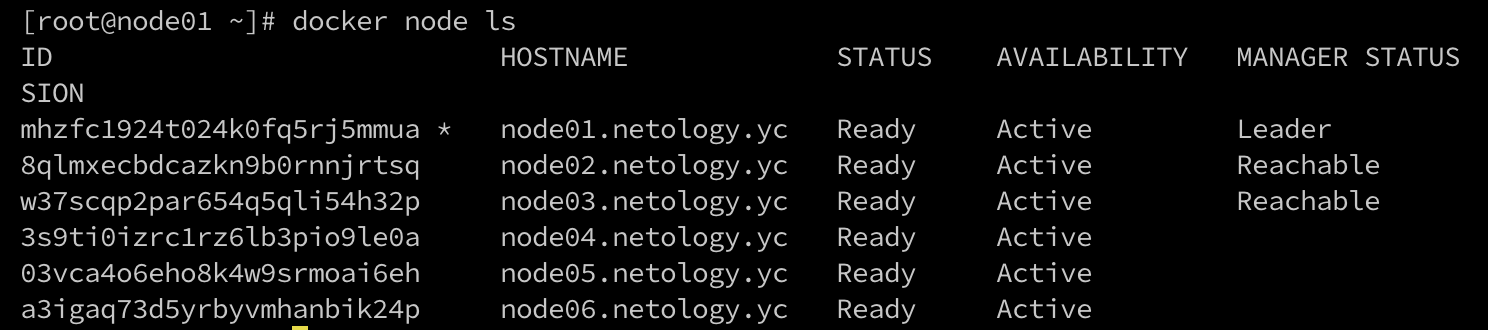 [root@node01 ~]# docker node ls
ID                            HOSTNAME             STATUS    AVAILABILITY   MANAGER STATUS
SION
mhzfc1924t024k0fq5rj5mmua *   node01.netology.yc   Ready     Active         Leader
8qlmxecbdcazkn9b0rnnjrtsq     node02.netology.yc   Ready     Active         Reachable
w37scqp2par654q5qli54h32p     node03.netology.yc   Ready     Active         Reachable
3s9ti0izrc1rz6lb3pio9le0a     node04.netology.yc   Ready     Active
03vca4o6eho8k4w9srmoai6eh     node05.netology.yc   Ready     Active
a3igaq73d5yrbyvmhanbik24p     node06.netology.yc   Ready     Active